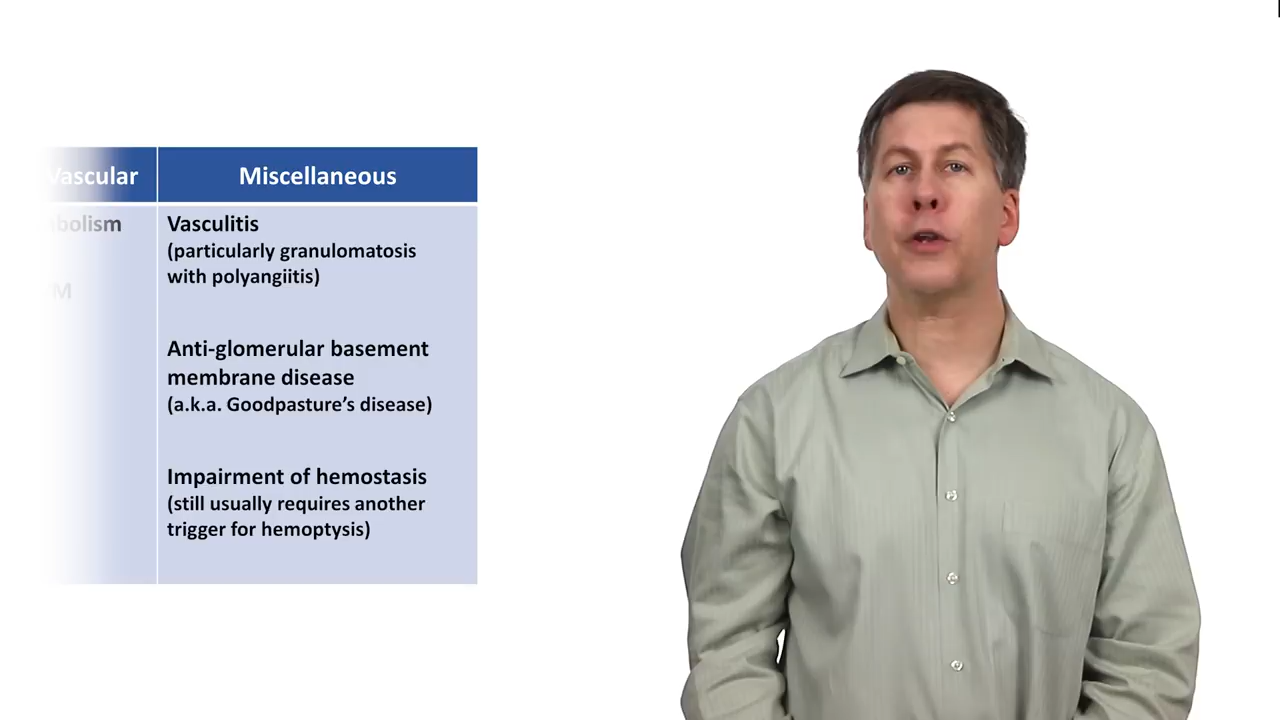 Vascular
Miscellaneous
Vasculitis
(particularly granulomatosis
with polyangiitis)
Anti-glomerular basement
membrane disease
(a.k.a. Goodpasture’s disease)
Impairment of hemostasis
(still usually requires another
trigger for hemoptysis)